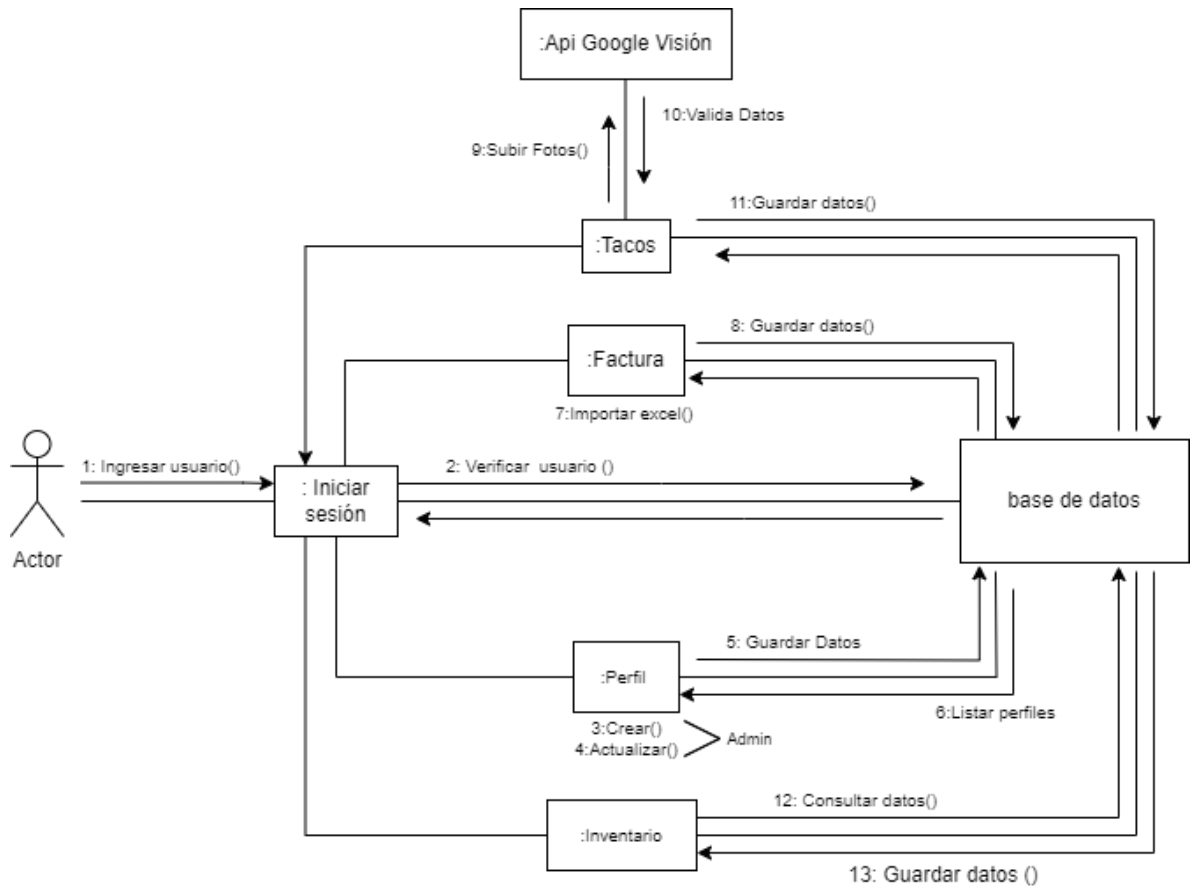 :Api Google Visión
10:Valida Datos
9:Subir Fotos()
11:Guardar datos()
:Tacos
8: Guardar datos()
:Factura
7:Importar excel()
1: Ingresar usuario()
2: Verificar usuario ()
: Iniciar
sesión
base de datos
Actor
5: Guardar Datos
:Perfil
6:Listar perfiles
3:Crear()
4:Actualizar()
Admin
12: Consultar datos()
:Inventario
13: Guardar datos ()